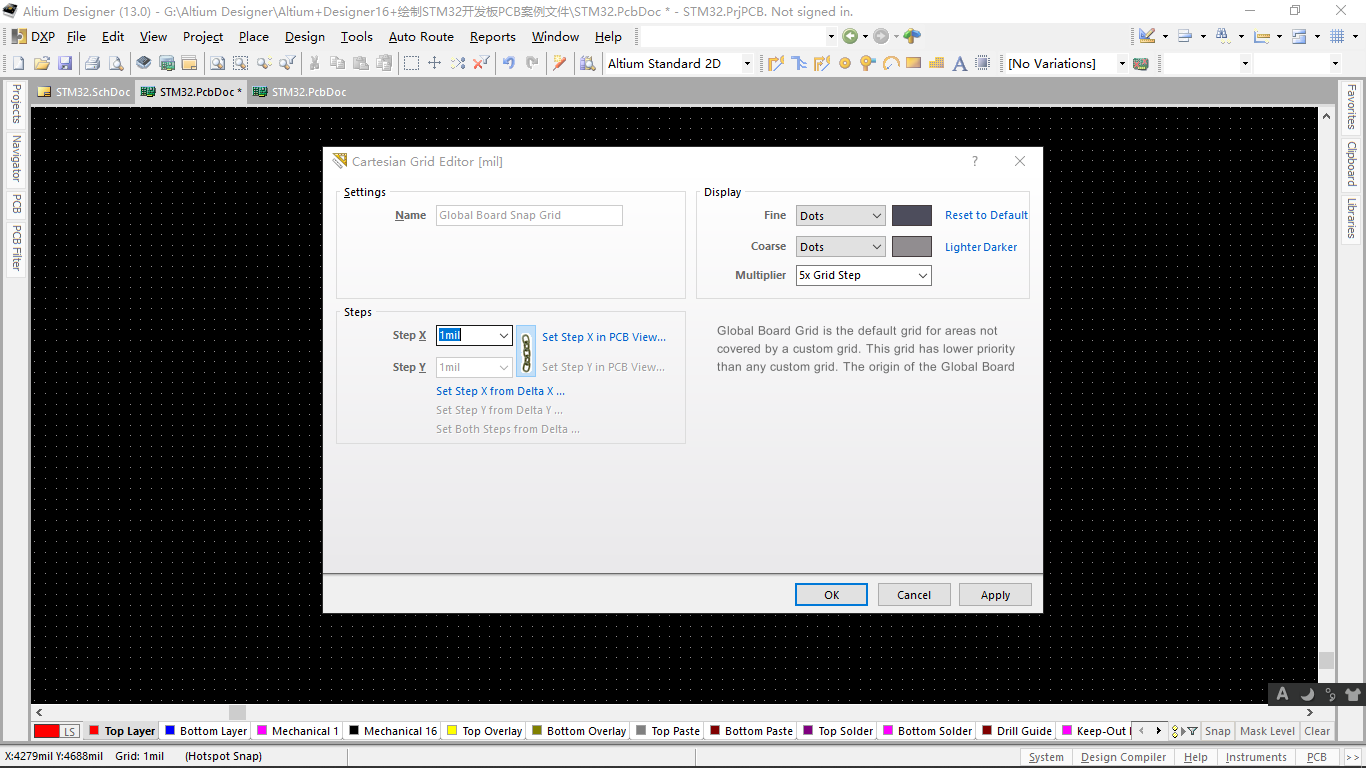 Altium Designer (13.0) - G:\Altium Designer\Altium+Designer16+绘制STM32开发板PCB案例文件\STM32.PcbDoc * - STM32.PrjPCB. Not signed in.
DXP File Edit View Project Place Design Tools Auto Route Reports Window Help
Altium Standard 2D [No Variations]
STM32.SchDoc STM32.PcbDoc * STM32.PcbDoc
Projects
Navigator
PCB
PCB Filter
Favorites
Clipboard
Libraries
Cartesian Grid Editor [mil] ?
Settings
Name Global Board Snap Grid
Display
Fine Dots Reset to Default
Coarse Dots Lighter Darker
Multiplier 5x Grid Step
Steps
Step X 1mil Set Step X in PCB View...
Step Y 1mil Set Step Y in PCB View...
Set Step X from Delta X ...
Set Step Y from Delta Y ...
Set Both Steps from Delta ...
Global Board Grid is the default grid for areas not
covered by a custom grid. This grid has lower priority
than any custom grid. The origin of the Global Board
OK Cancel Apply
A
LS Top Layer Bottom Layer Mechanical 1 Mechanical 16 Top Overlay Bottom Overlay Top Paste Bottom Paste Top Solder Bottom Solder Drill Guide Keep-Out Snap Mask Level Clear
X:4279mil Y:4688mil Grid: 1mil (Hotspot Snap) System Design Compiler Help Instruments PCB >>